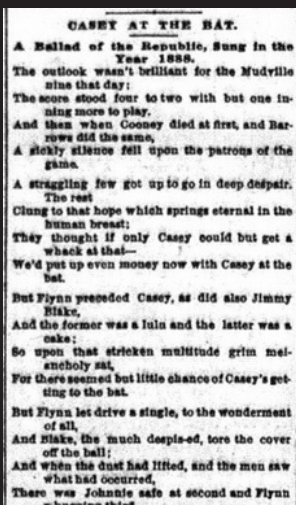 CASEY AT THE BAT.
A Ballad of the Republic, Sung in the
Year 1888.
The outlook wasn't brilliant for the Mudville
nine that day;
The score stood four to two with but one in-
ning more to play.
And then when Cooney died at first, and Bar-
rows did the same,
A sickly silence fell upon the patrons of the
game.
A straggling few got up to go in deep despair.
The rest
Clung to that hope which springs eternal in the
human breast;
They thought if only Casey could but get a
whack at that—
We'd put up even money now with Casey at the
bat.
But Flynn preceded Casey, as did also Jimmy
Blake,
And the former was a lulu and the latter was a
cake;
So upon that stricken multitude grim mel-
ancholy sat,
For there seemed but little chance of Casey's get-
ting to the bat.
But Flynn let drive a single, to the wonderment
of all,
And Blake, the much despis-ed, tore the cover
off the ball;
And when the dust had lifted, and the men saw
what had occurred,
There was Johnnie safe at second and Flynn